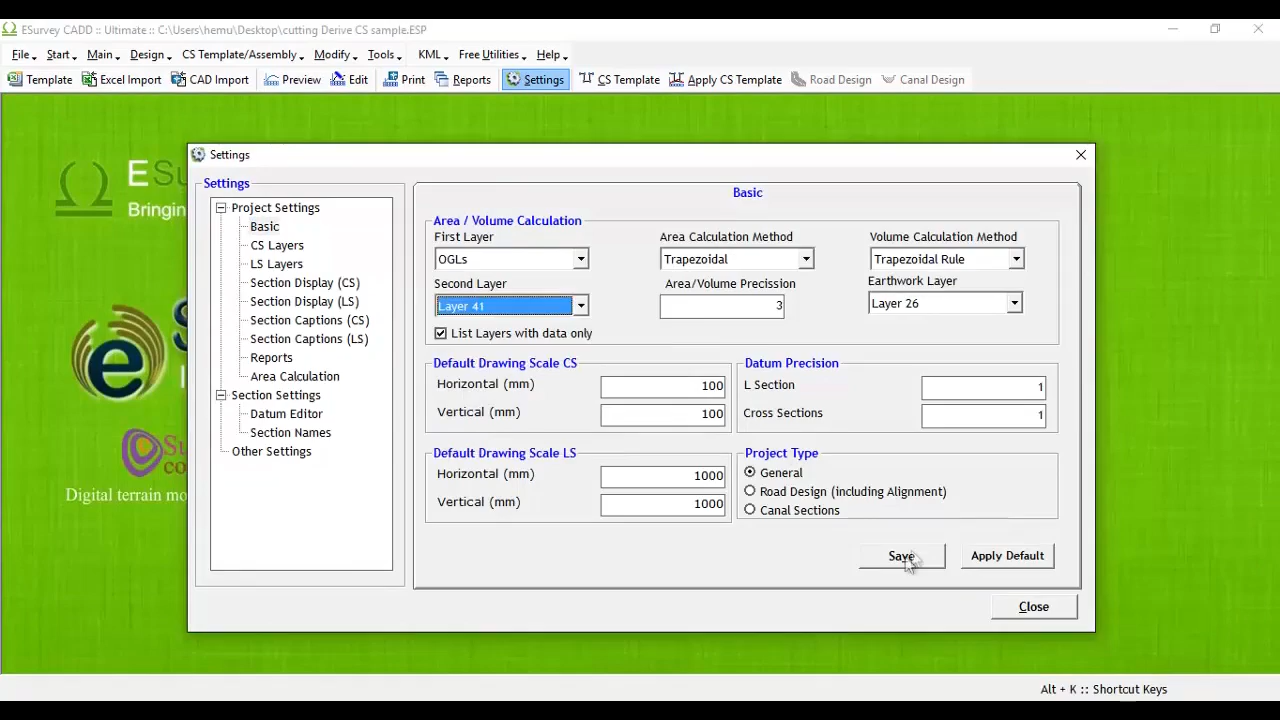 ESurvey CADD :: Ultimate :: C:\Users\hemu\Desktop\cutting Derive CS sample.ESP
File Start Main Design CS Template/Assembly Modify Tools KML Free Utilities Help
Template Excel Import CAD Import Preview Edit Print Reports Settings CS Template Apply CS Template Road Design Canal Design
E Su
Bringin
S
e
I
Su
co
Digital terrain mo
Settings
Settings
Project Settings
Basic
CS Layers
LS Layers
Section Display (CS)
Section Display (LS)
Section Captions (CS)
Section Captions (LS)
Reports
Area Calculation
Section Settings
Datum Editor
Section Names
Other Settings
Basic
Area / Volume Calculation
First Layer Area Calculation Method Volume Calculation Method
OGLs Trapezoidal Trapezoidal Rule
Second Layer Area/Volume Precission Earthwork Layer
Layer 41 3 Layer 26
List Layers with data only
Default Drawing Scale CS
Horizontal (mm) 100
Vertical (mm) 100
Datum Precision
L Section 1
Cross Sections 1
Default Drawing Scale LS
Horizontal (mm) 1000
Vertical (mm) 1000
Project Type
General
Road Design (including Alignment)
Canal Sections
Save Apply Default
Close
Alt + K :: Shortcut Keys